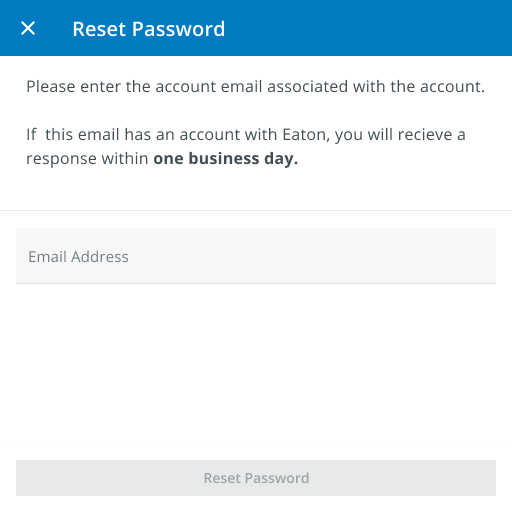 Reset Password
Please enter the account email associated with the account.
If  this email has an account with Eaton, you will recieve a
response within one business day.
Email Address
Reset Password